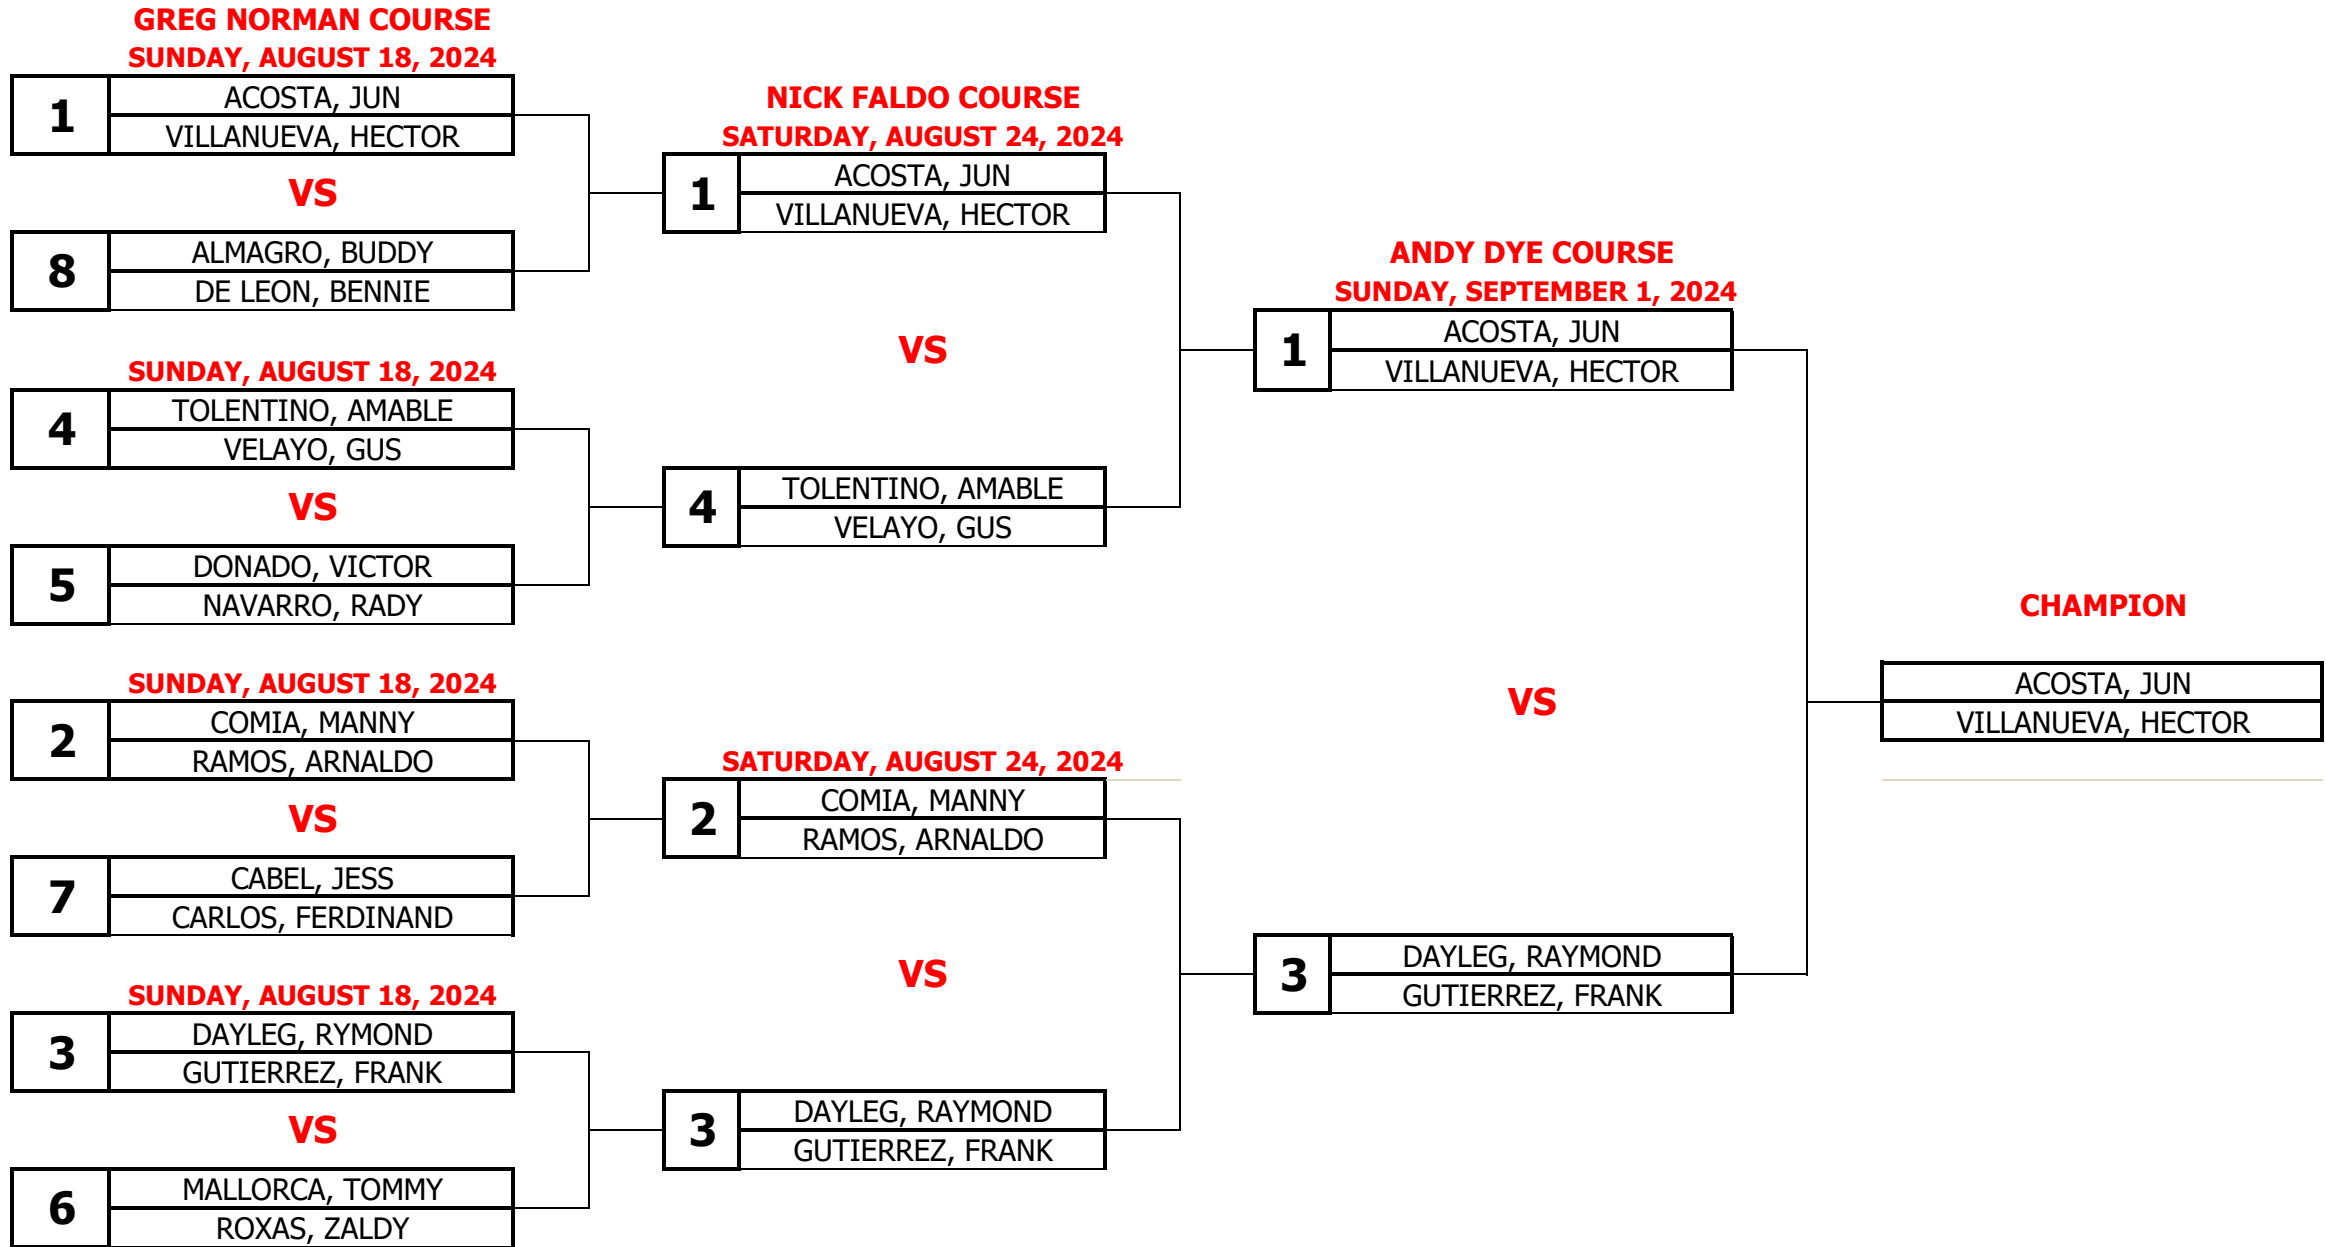 GREG NORMAN COURSE
SUNDAY, AUGUST 18, 2024
1
ACOSTA, JUN
VILLANUEVA, HECTOR
VS
8
ALMAGRO, BUDDY
DE LEON, BENNIE
SUNDAY, AUGUST 18, 2024
4
TOLENTINO, AMABLE
VELAYO, GUS
VS
5
DONADO, VICTOR
NAVARRO, RADY
SUNDAY, AUGUST 18, 2024
2
COMIA, MANNY
RAMOS, ARNALDO
VS
7
CABEL, JESS
CARLOS, FERDINAND
SUNDAY, AUGUST 18, 2024
3
DAYLEG, RYMOND
GUTIERREZ, FRANK
VS
6
MALLORCA, TOMMY
ROXAS, ZALDY
NICK FALDO COURSE
SATURDAY, AUGUST 24, 2024
1
ACOSTA, JUN
VILLANUEVA, HECTOR
VS
4
TOLENTINO, AMABLE
VELAYO, GUS
SATURDAY, AUGUST 24, 2024
2
COMIA, MANNY
RAMOS, ARNALDO
VS
3
DAYLEG, RAYMOND
GUTIERREZ, FRANK
ANDY DYE COURSE
SUNDAY, SEPTEMBER 1, 2024
1
ACOSTA, JUN
VILLANUEVA, HECTOR
VS
3
DAYLEG, RAYMOND
GUTIERREZ, FRANK
CHAMPION
ACOSTA, JUN
VILLANUEVA, HECTOR